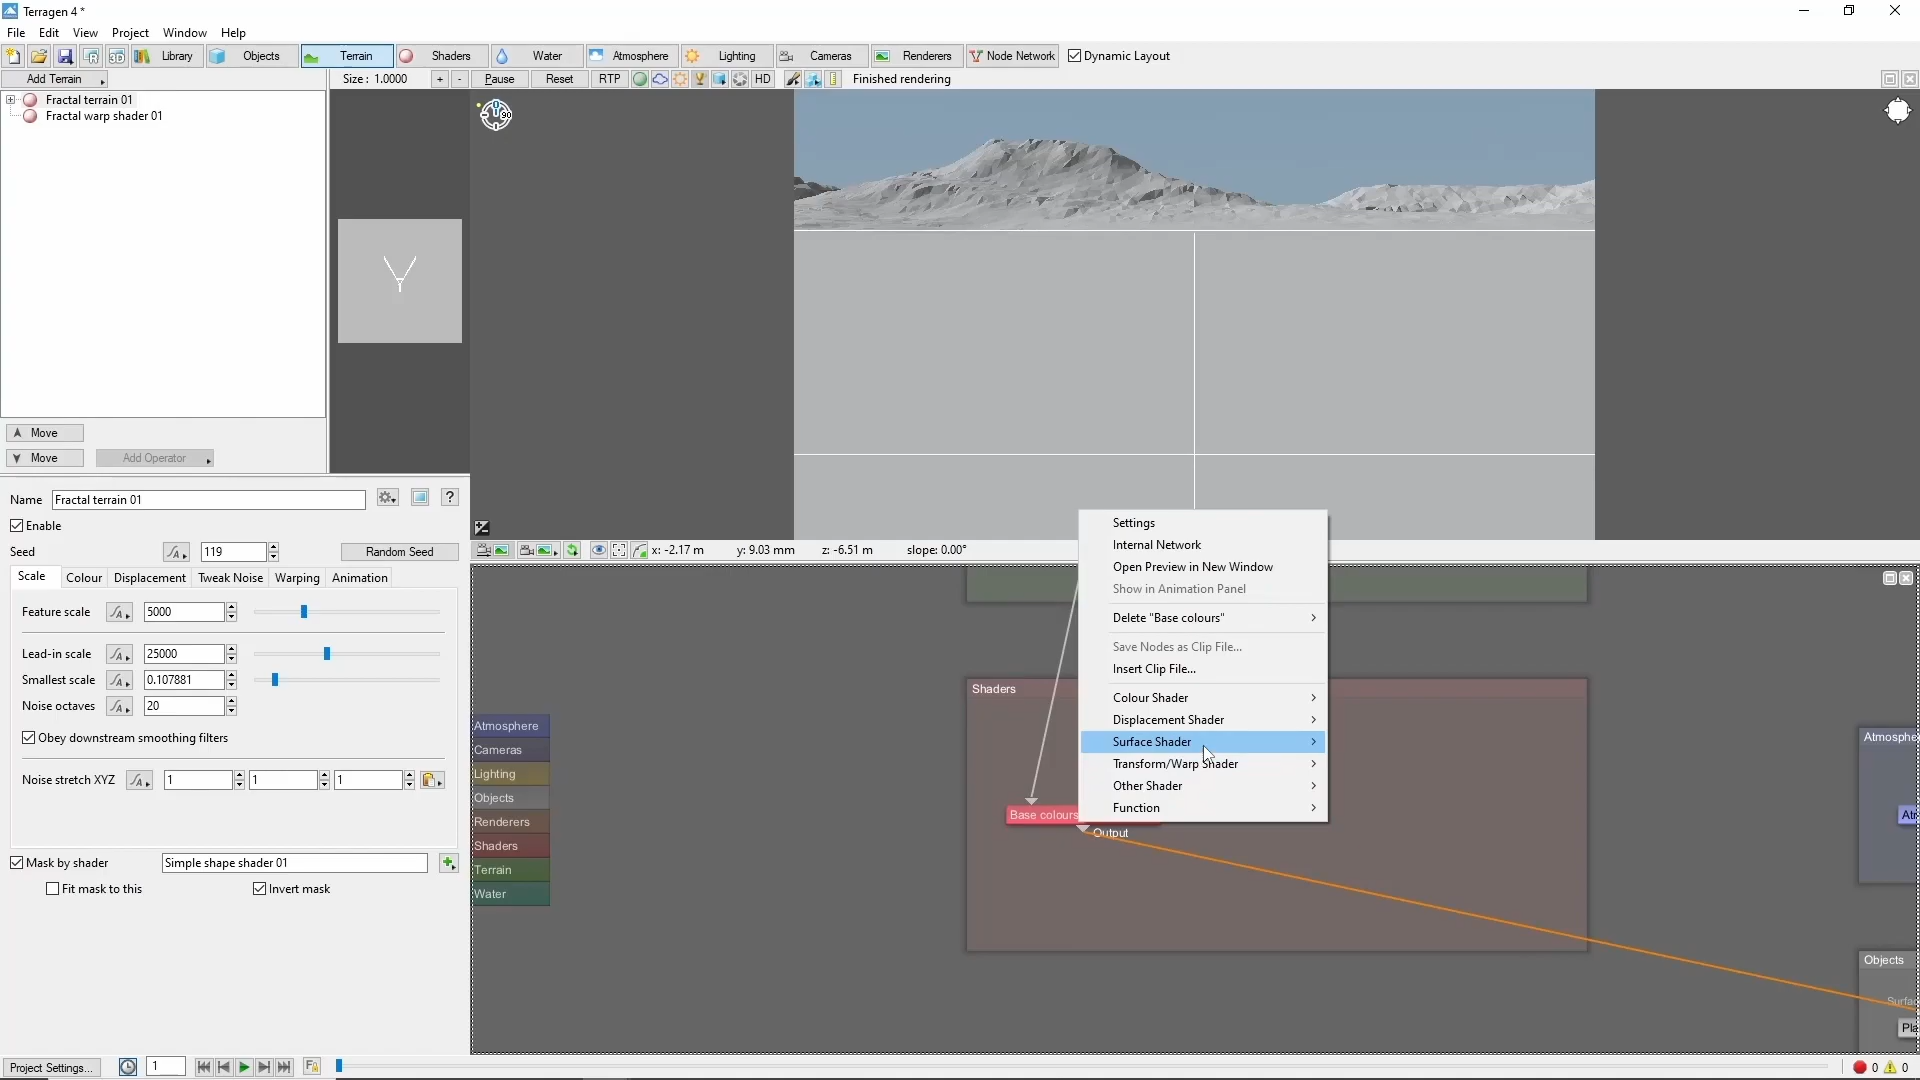 Terragen 4 *
File Edit View Project Window Help
Library Objects Terrain Shaders Water Atmosphere Lighting Cameras Renderers Node Network Dynamic Layout
Add Terrain Size : 1.0000 + - Pause Reset RTP HD Finished rendering
Fractal terrain 01
Fractal warp shader 01
Move
Move Add Operator
Name Fractal terrain 01 ?
Enable
Seed 119 Random Seed
Scale Colour Displacement Tweak Noise Warping Animation
Feature scale 5000
Lead-in scale 25000
Smallest scale 0.107881
Noise octaves 20
Obey downstream smoothing filters
Noise stretch XYZ 1 1 1
Mask by shader Simple shape shader 01
Fit mask to this Invert mask
90
x: -2.17 m y: 9.03 mm z: -6.51 m slope: 0.00°
Atmosphere
Cameras
Lighting
Objects
Renderers
Shaders
Terrain
Water
Shaders
Base colours
Output
Settings
Internal Network
Open Preview in New Window
Show in Animation Panel
Delete "Base colours"
Save Nodes as Clip File...
Insert Clip File...
Colour Shader
Displacement Shader
Surface Shader
Transform/Warp Shader
Other Shader
Function
Atmosphe
Atr
Objects
Surfac
Pla
Project Settings... 1 0 0